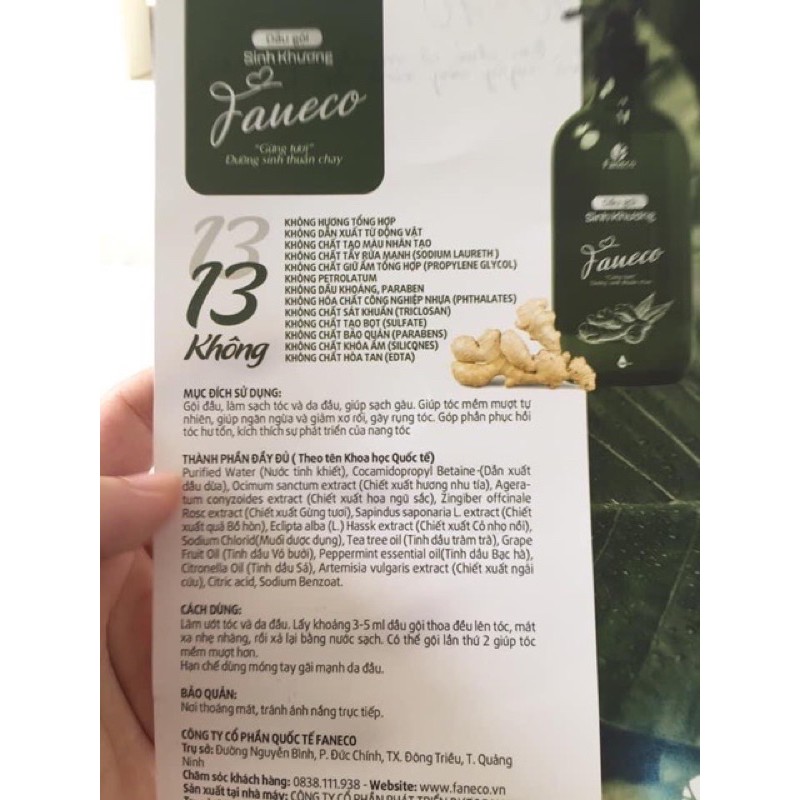 Dầu gội
Sinh Khương
Faneco
"Gừng tươi"
Dưỡng sinh thuần chay
Faneco
Dầu gội
Sinh Khương
Faneco
13
13
Không
KHÔNG HƯƠNG TỔNG HỢP
KHÔNG DẪN XUẤT TỪ ĐỘNG VẬT
KHÔNG CHẤT TẠO MÀU NHÂN TẠO
KHÔNG CHẤT TẨY RỬA MẠNH (SODIUM LAURETH )
KHÔNG CHẤT GIỮ ẨM TỔNG HỢP (PROPYLENE GLYCOL)
KHÔNG PETROLATUM
KHÔNG DẦU KHOÁNG, PARABEN
KHÔNG HÓA CHẤT CÔNG NGHIỆP NHỰA (PHTHALATES)
KHÔNG CHẤT SÁT KHUẨN (TRICLOSAN)
KHÔNG CHẤT TẠO BỌT (SULFATE)
KHÔNG CHẤT BẢO QUẢN (PARABENS)
KHÔNG CHẤT KHÓA ẨM (SILICONES)
KHÔNG CHẤT HÒA TAN (EDTA)
MỤC ĐÍCH SỬ DỤNG:
Gội đầu, làm sạch tóc và da đầu, giúp sạch gàu. Giúp tóc mềm mượt tự
nhiên, giúp ngăn ngừa và giảm xơ rối, gãy rụng tóc. Góp phần phục hồi
tóc hư tổn, kích thích sự phát triển của nang tóc
THÀNH PHẦN ĐẦY ĐỦ ( Theo tên Khoa học Quốc tế)
Purified Water (Nước tinh khiết), Cocamidopropyl Betaine-(Dẫn xuất
dầu dừa), Ocimum sanctum extract (Chiết xuất hương nhu tía), Agera-
tum conyzoides extract (Chiết xuất hoa ngũ sắc), Zingiber offcinale
Rosc extract (Chiết xuất Gừng tươi), Sapindus saponaria L. extract (Chiết
xuất quả Bồ hòn), Eclipta alba (L.) Hassk extract (Chiết xuất Cỏ nhọ nồi),
Sodium Chlorid(Muối dược dụng), Tea tree oil (Tinh dầu tràm trà), Grape
Fruit Oil (Tinh dầu Vỏ bưởi), Peppermint essential oil(Tinh dầu Bạc hà),
Citronella Oil (Tinh dầu Sả), Artemisia vulgaris extract (Chiết xuất ngải
cứu), Citric acid, Sodium Benzoat.
CÁCH DÙNG:
Làm ướt tóc và da đầu. Lấy khoảng 3-5 ml dầu gội thoa đều lên tóc, mát
xa nhẹ nhàng, rồi xả lại bằng nước sạch. Có thể gội lần thứ 2 giúp tóc
mềm mượt hơn.
Hạn chế dùng móng tay gãi mạnh da đầu.
BẢO QUẢN:
Nơi thoáng mát, tránh ánh nắng trực tiếp.
CÔNG TY CỔ PHẦN QUỐC TẾ FANECO
Trụ sở: Đường Nguyễn Bình, P. Đức Chính, TX. Đông Triều, T. Quảng
Ninh
Chăm sóc khách hàng: 0838.111.938 - Website: www.faneco.vn
Sản xuất tại nhà máy: CÔNG TY CỔ PHẦN PHÁT TRIỂN